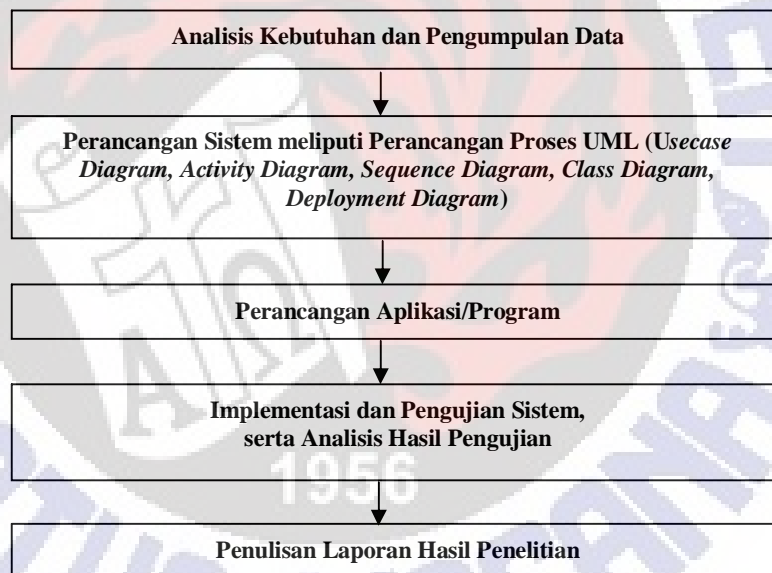 Analisis Kebutuhan dan Pengumpulan Data
Perancangan Sistem meliputi Perancangan Proses UML (Usecase
Diagram, Activity Diagram, Sequence Diagram, Class Diagram,
Deployment Diagram)
Perancangan Aplikasi/Program
Implementasi dan Pengujian Sistem,
serta Analisis Hasil Pengujian
1956
Penulisan Laporan Hasil Penelitian